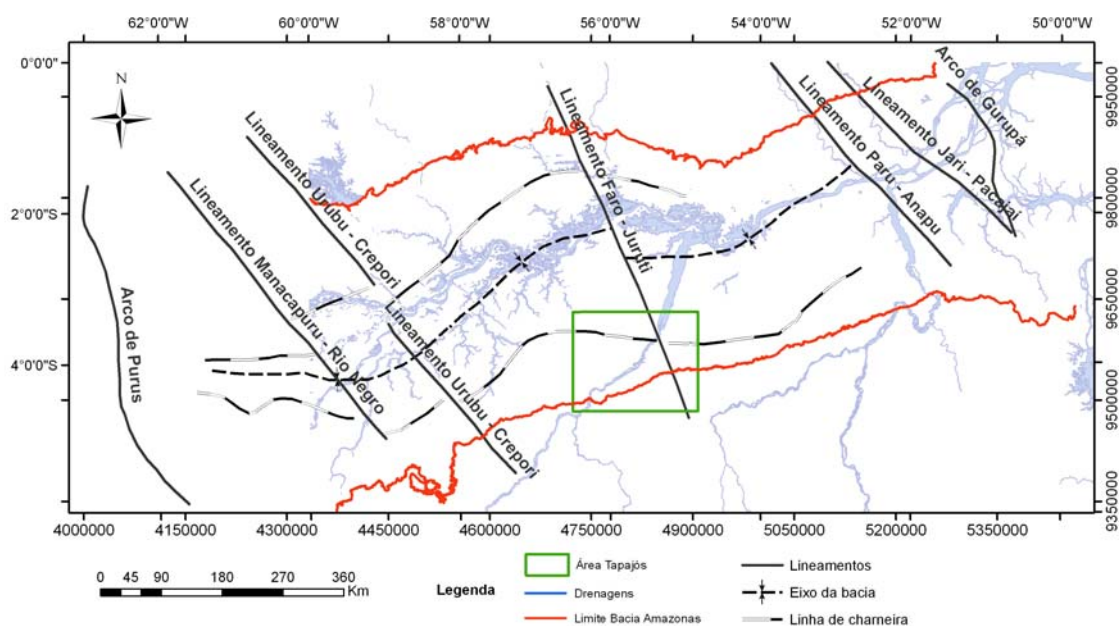 62°0'0"W
60°0'0"W
58°0'0"W
56°0'0"W
54°0'0"W
52°0'0"W
50°0'0"W
0°0'0"
2°0'0"S
4°0'0"S
N
Arco de Purus
Lineamento Manacapuru - Rio Negro
Lineamento Urubu - Crepori
Lineamento Urubu - Crepori
Lineamento Faro - Juruti
Lineamento Paru - Anapu
Lineamento Jari - Pacajai
Arco de Gurupá
9950000
9800000
9650000
9500000
9350000
4000000
4150000
4300000
4450000
4600000
4750000
4900000
5050000
5200000
5350000
0 45 90 180 270 360
Km
Legenda
Área Tapajós
Drenagens
Limite Bacia Amazonas
Lineamentos
Eixo da bacia
Linha de charneira